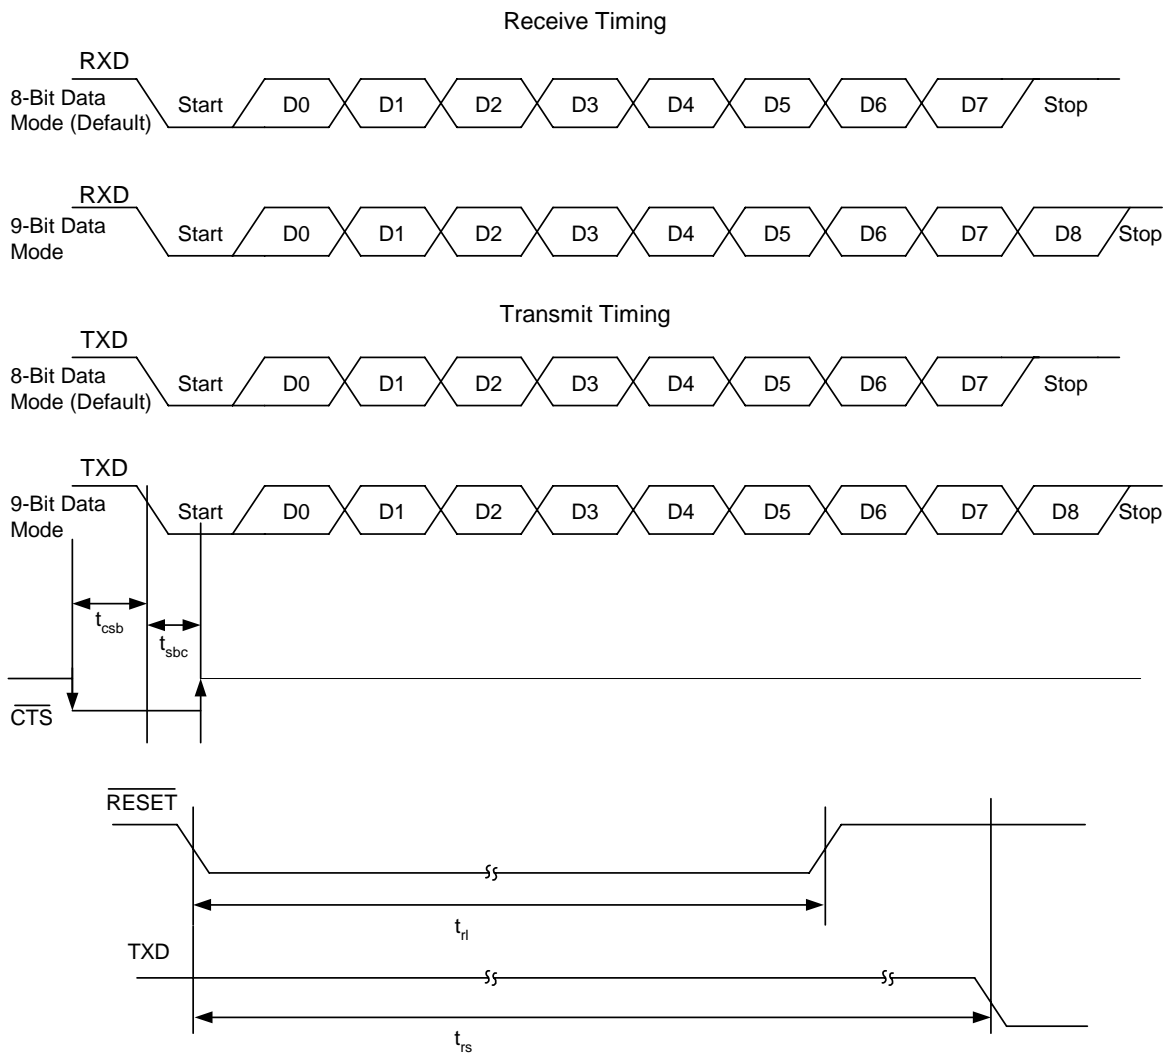 Receive Timing
RXD
8-Bit Data
Mode (Default)
Start D0 D1 D2 D3 D4 D5 D6 D7 Stop
RXD
9-Bit Data
Mode
Start D0 D1 D2 D3 D4 D5 D6 D7 D8 Stop
Transmit Timing
TXD
8-Bit Data
Mode (Default)
Start D0 D1 D2 D3 D4 D5 D6 D7 Stop
TXD
9-Bit Data
Mode
Start D0 D1 D2 D3 D4 D5 D6 D7 D8 Stop
tcsb
tsbc
CTS
RESET
trl
TXD
trs